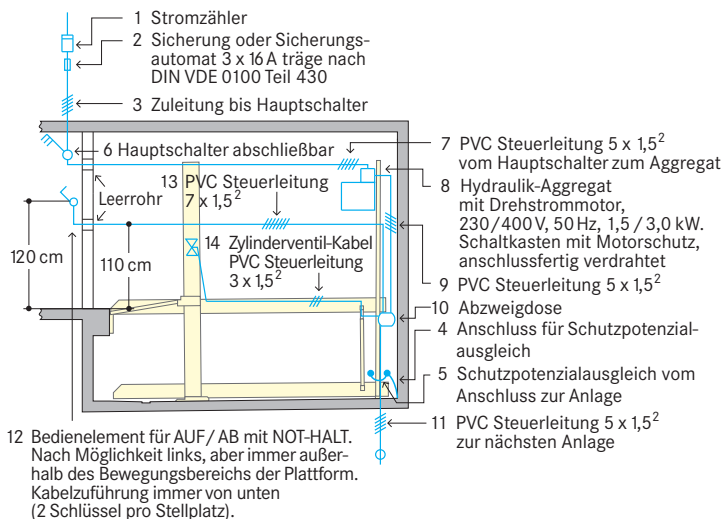 1 Stromzähler
2 Sicherung oder Sicherungs-
automat 3 x 16 A träge nach
DIN VDE 0100 Teil 430
3 Zuleitung bis Hauptschalter
6 Hauptschalter abschließbar
Leerrohr
13 PVC Steuerleitung
7 x 1,5²
14 Zylinderventil-Kabel
PVC Steuerleitung
3 x 1,5²
120 cm
110 cm
7 PVC Steuerleitung 5 x 1,5²
vom Hauptschalter zum Aggregat
8 Hydraulik-Aggregat
mit Drehstrommotor,
230/400 V, 50 Hz, 1,5 / 3,0 kW.
Schaltkasten mit Motorschutz,
anschlussfertig verdrahtet
9 PVC Steuerleitung 5 x 1,5²
10 Abzweigdose
4 Anschluss für Schutzpotenzial-
ausgleich
5 Schutzpotenzialausgleich vom
Anschluss zur Anlage
11 PVC Steuerleitung 5 x 1,5²
zur nächsten Anlage
12 Bedienelement für AUF/ AB mit NOT-HALT.
Nach Möglichkeit links, aber immer außer-
halb des Bewegungsbereichs der Plattform.
Kabelzuführung immer von unten
(2 Schlüssel pro Stellplatz).